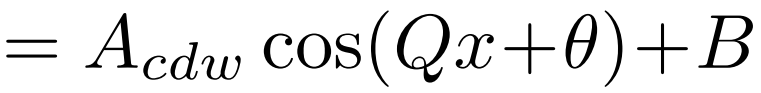 = A_{cdw} cos(Qx+θ)+B